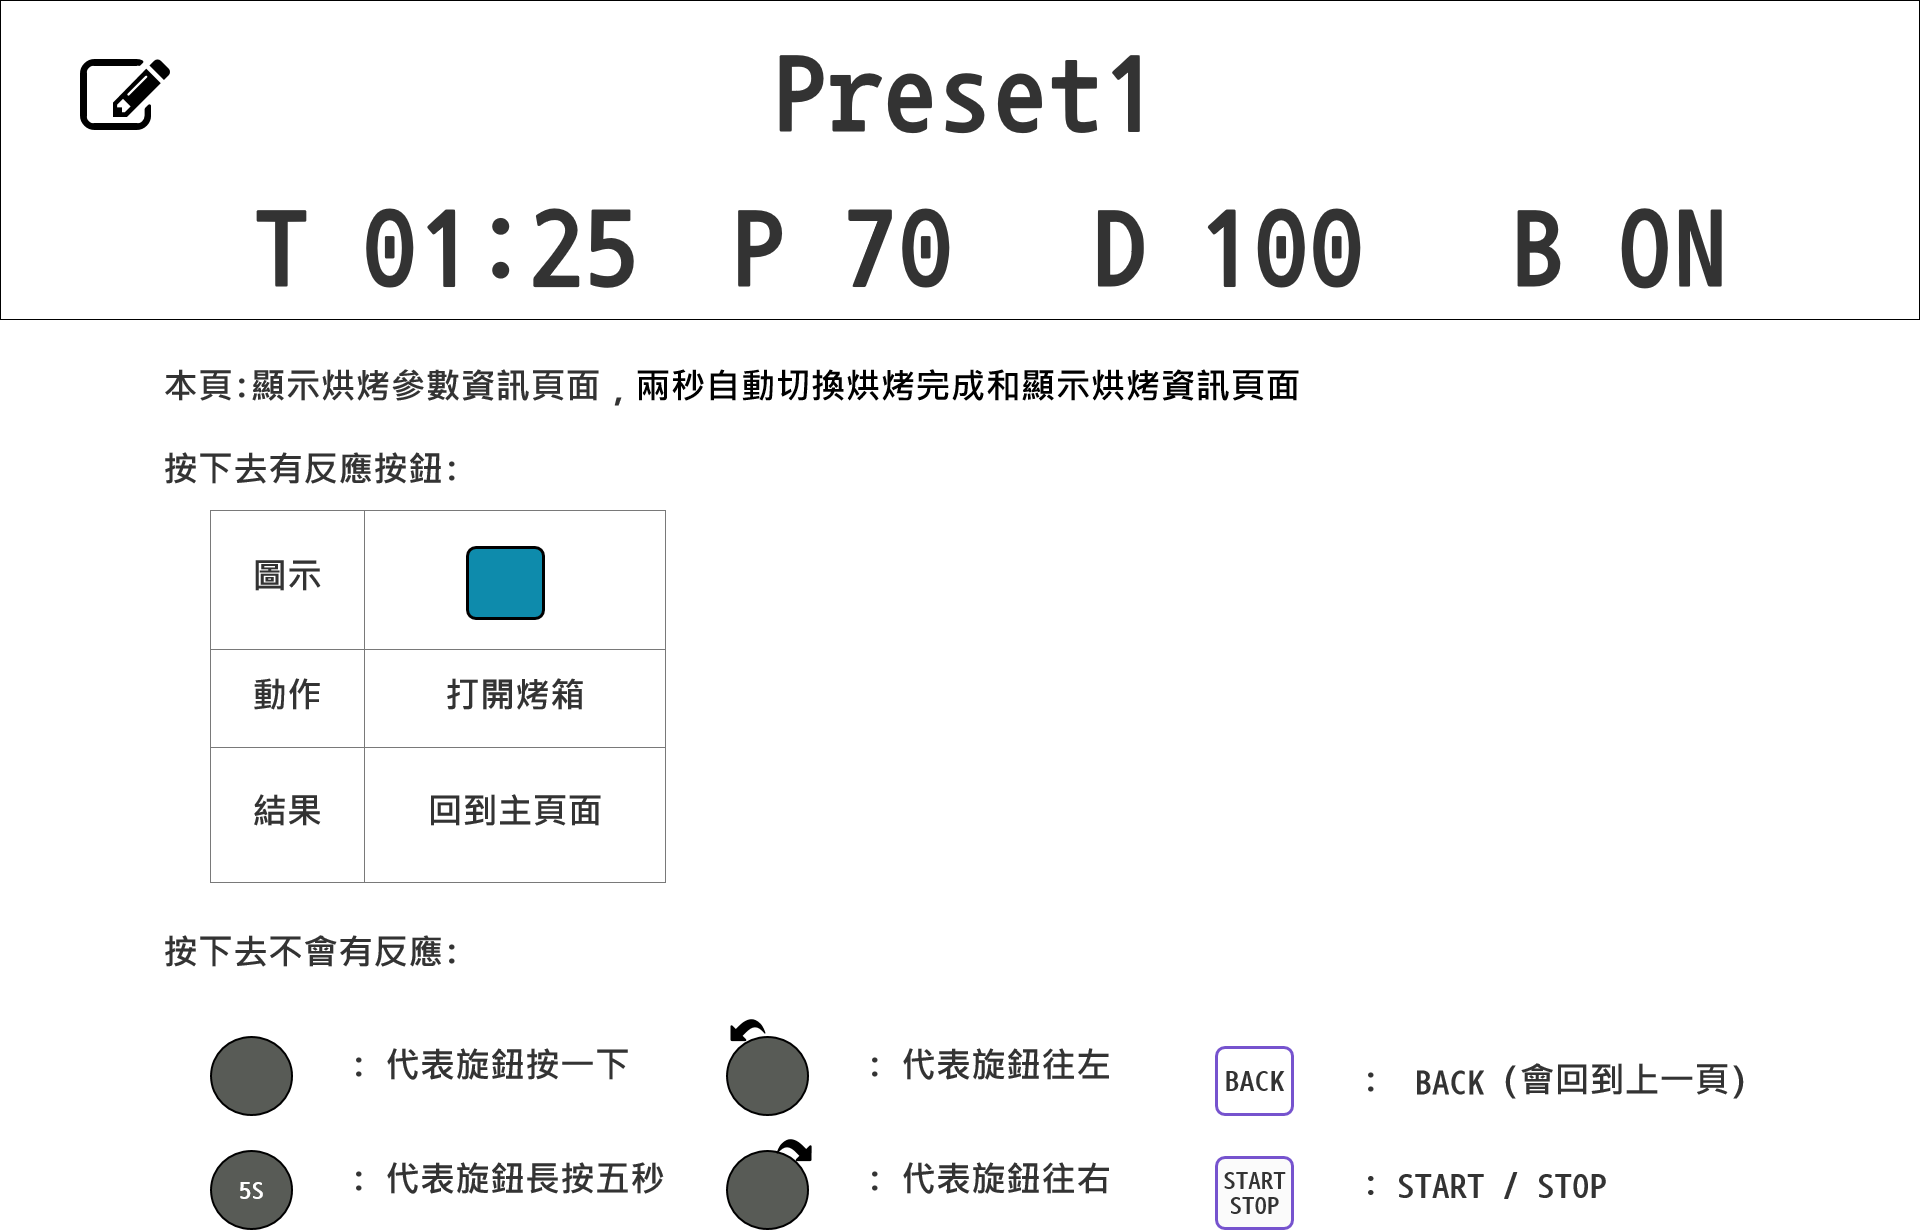 Preset1
T 01:25 P 70 D 100 B ON
本頁:顯示烘烤參數資訊頁面 , 兩秒自動切換烘烤完成和顯示烘烤資訊頁面
按下去有反應按鈕:
圖示
動作 打開烤箱
結果 回到主頁面
按下去不會有反應:
: 代表旋鈕按一下 : 代表旋鈕往左 BACK : BACK (會回到上一頁)
5S : 代表旋鈕長按五秒 : 代表旋鈕往右 START STOP : START / STOP